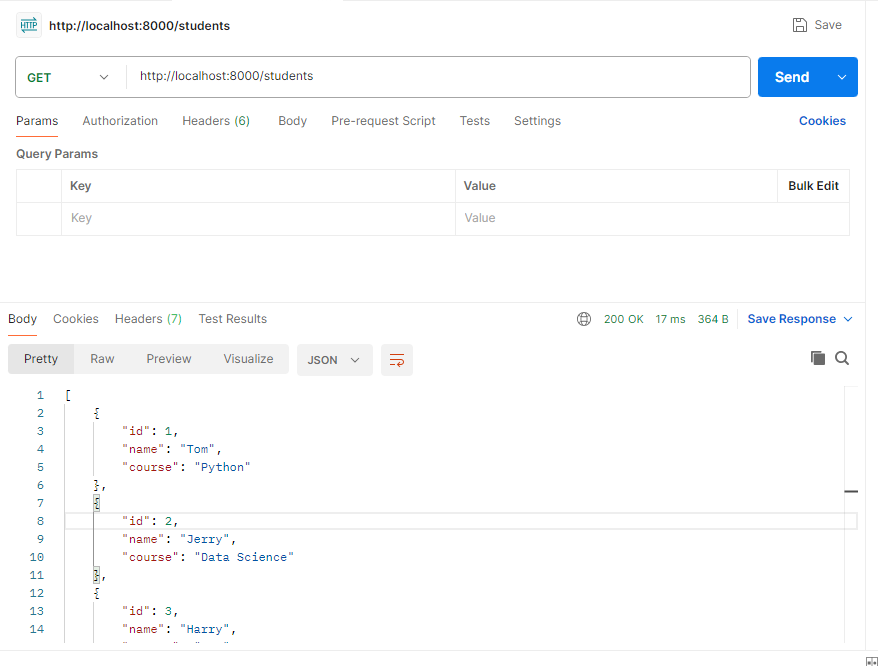 HTTP http://localhost:8000/students Save
GET http://localhost:8000/students Send
Params Authorization Headers (6) Body Pre-request Script Tests Settings Cookies
Query Params
Key Value Bulk Edit
Key Value
Body Cookies Headers (7) Test Results 200 OK 17 ms 364 B Save Response
Pretty Raw Preview Visualize JSON
1 [
2 {
3 "id": 1,
4 "name": "Tom",
5 "course": "Python"
6 },
7 {
8 "id": 2,
9 "name": "Jerry",
10 "course": "Data Science"
11 },
12 {
13 "id": 3,
14 "name": "Harry",